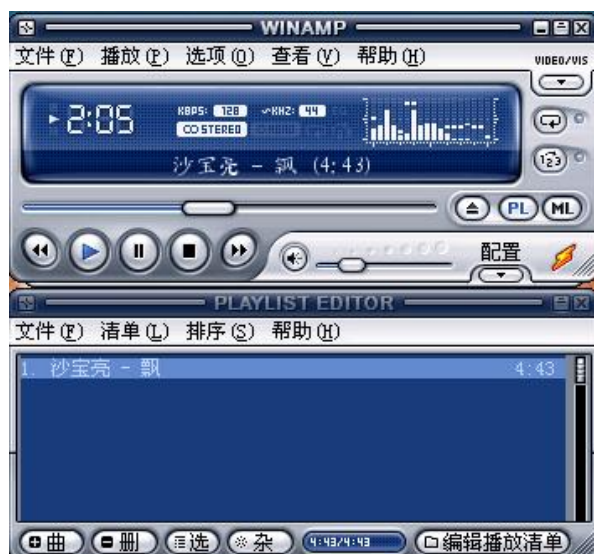 WINAMP
文件(F) 播放(P) 选项(O) 查看(V) 帮助(H)
VIDEO/VIS
2:05
KBPS: 128 KHZ: 44
STEREO
沙宝亮 - 飘 (4:43)
123
PL ML
配置
PLAYLIST EDITOR
文件(F) 清单(L) 排序(S) 帮助(H)
1. 沙宝亮 - 飘 4:43
曲 删 选 杂 4:43/4:43 编辑播放清单